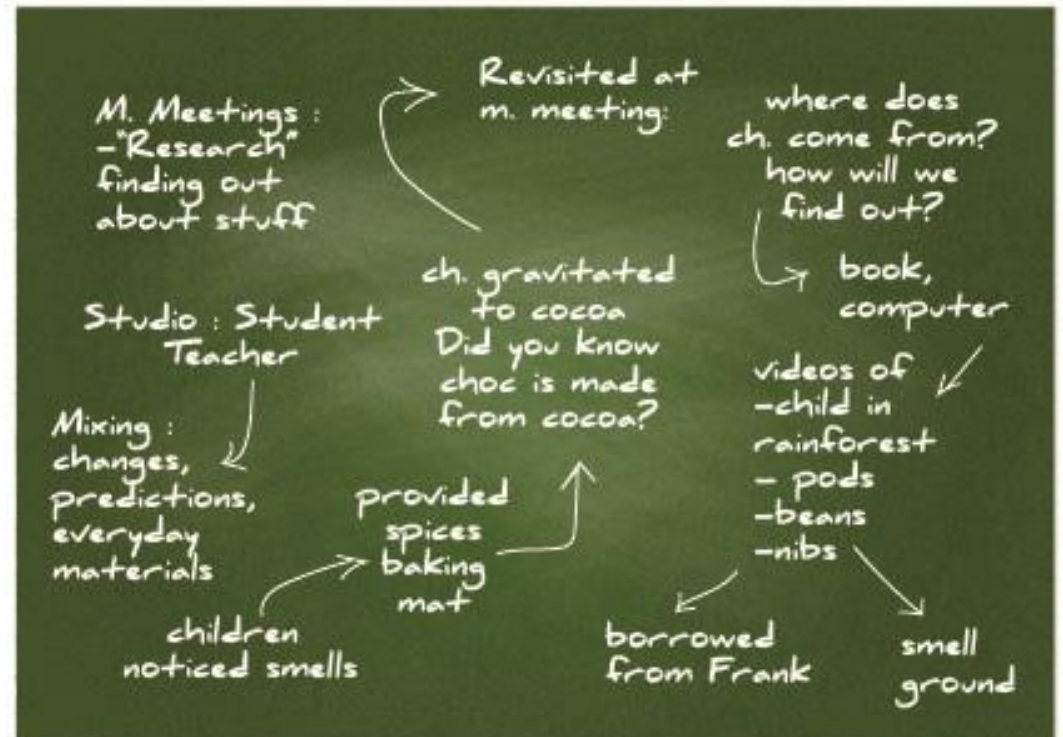 M. Meetings :
-"Research"
finding out
about stuff
Studio : Student
Teacher
Mixing :
changes,
predictions,
everyday
materials
children
noticed smells
provided
spices
baking
mat
ch. gravitated
to cocoa
Did you know
choc is made
from cocoa?
Revisited at
m. meeting:
where does
ch. come from?
how will we
find out?
book,
computer
videos of
-child in
rainforest
- pods
-beans
-nibs
borrowed
from Frank
smell
ground